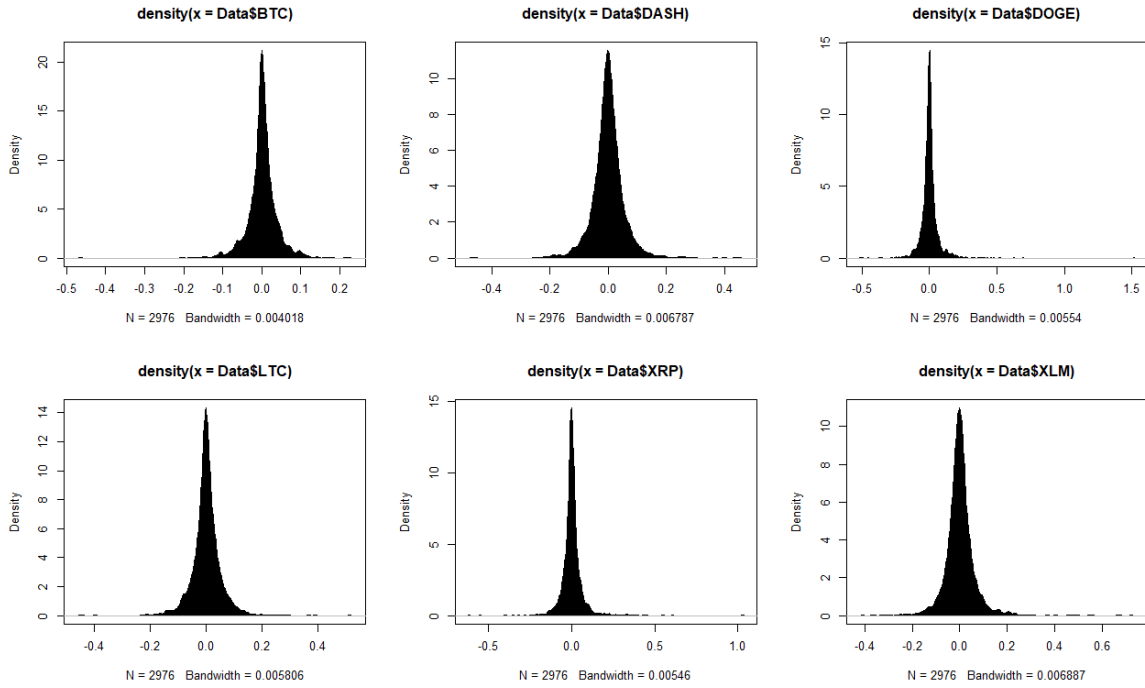 density(x = Data$BTC)
Density
0 5 10 15 20
-0.5 -0.4 -0.3 -0.2 -0.1 0.0 0.1 0.2
N = 2976 Bandwidth = 0.004018
density(x = Data$DASH)
Density
0 2 4 6 8 10
-0.4 -0.2 0.0 0.2 0.4
N = 2976 Bandwidth = 0.006787
density(x = Data$DOGE)
Density
0 5 10 15
-0.5 0.0 0.5 1.0 1.5
N = 2976 Bandwidth = 0.00554
density(x = Data$LTC)
Density
0 2 4 6 8 10 12 14
-0.4 -0.2 0.0 0.2 0.4
N = 2976 Bandwidth = 0.005806
density(x = Data$XRP)
Density
0 5 10 15
-0.5 0.0 0.5 1.0
N = 2976 Bandwidth = 0.00546
density(x = Data$XLM)
Density
0 2 4 6 8 10
-0.4 -0.2 0.0 0.2 0.4 0.6
N = 2976 Bandwidth = 0.006887